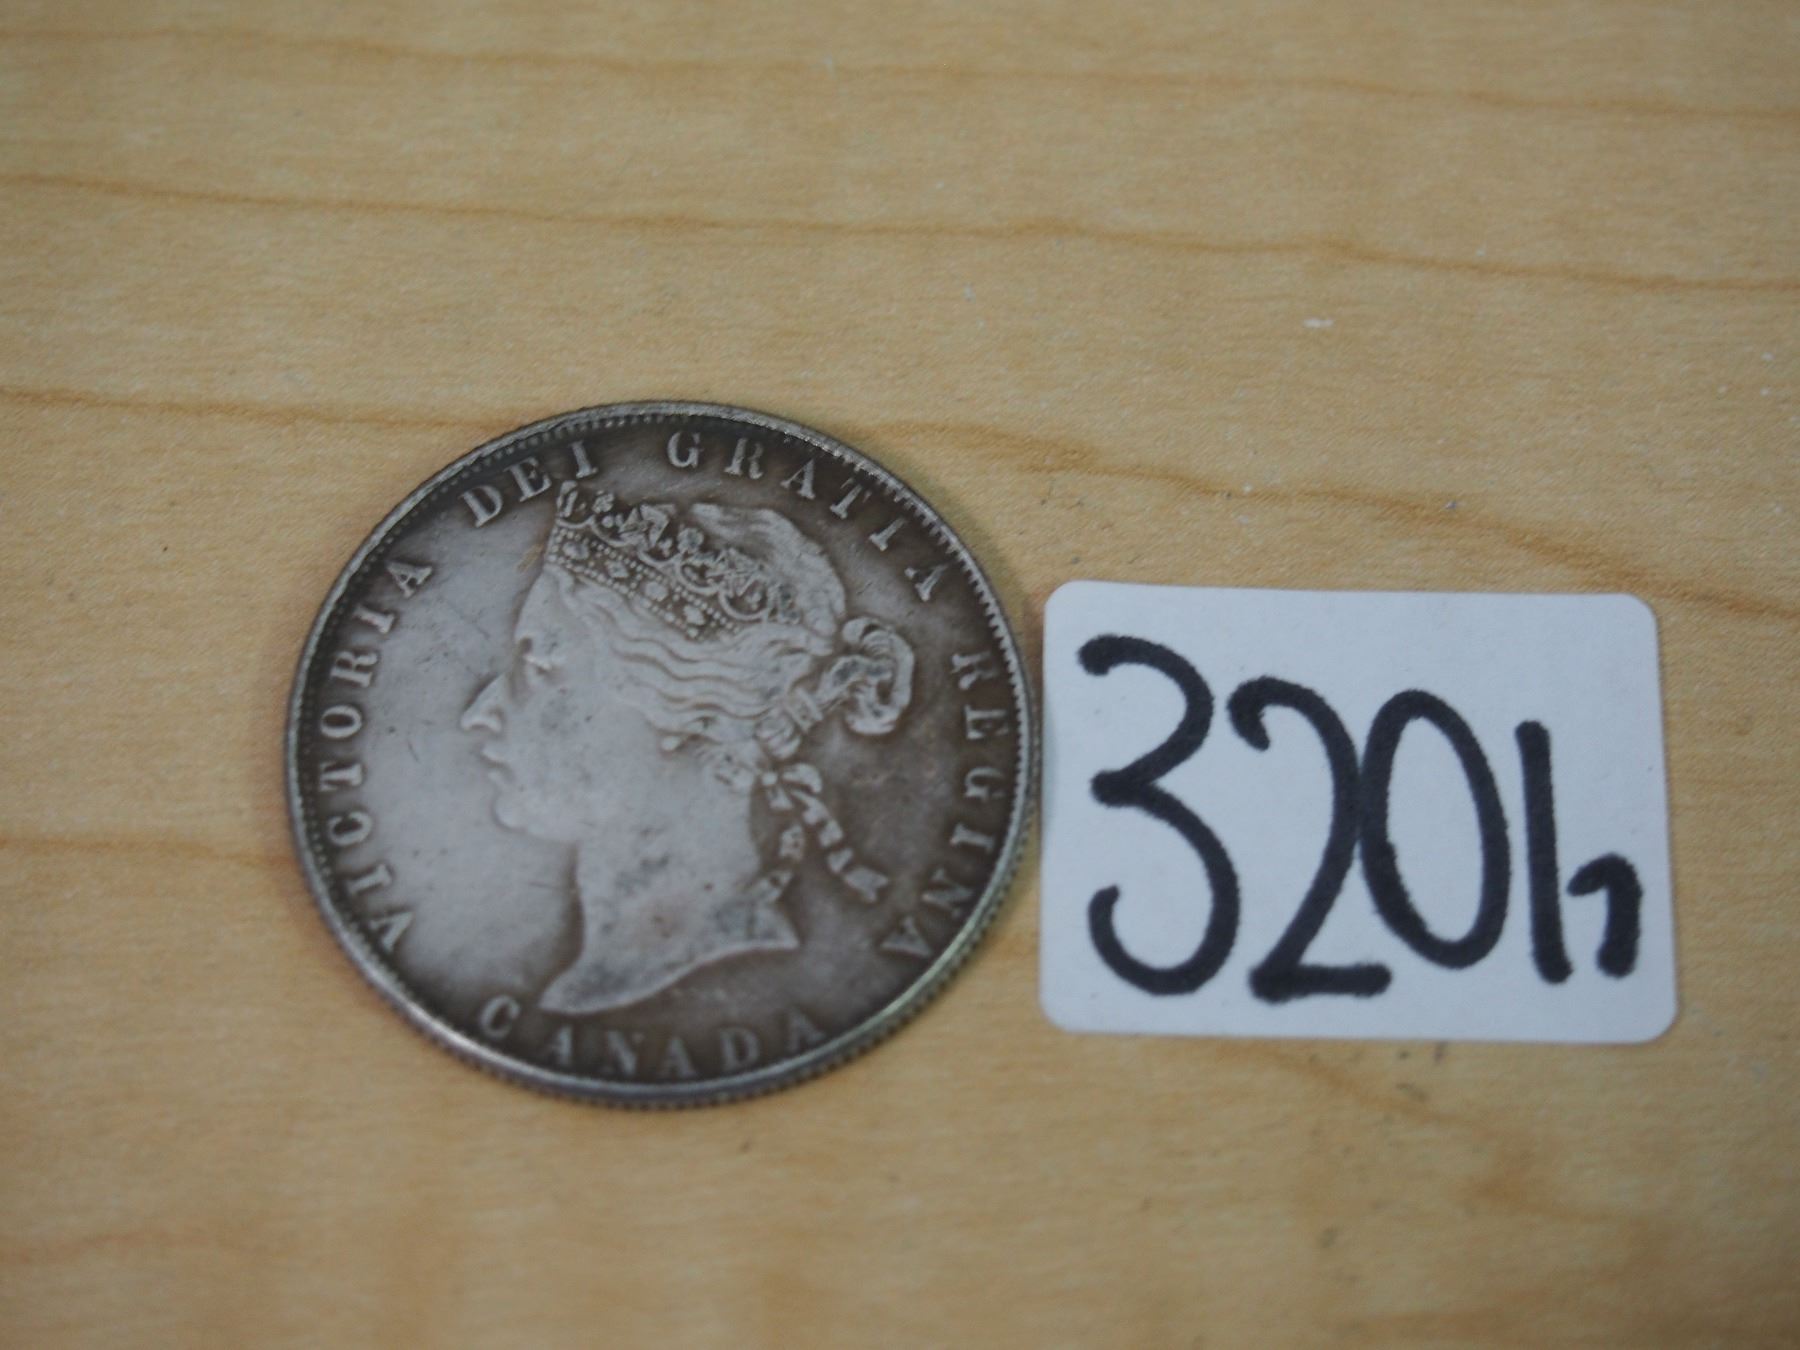 VICTORIA DEI GRATIA REGINA
CANADA
320h